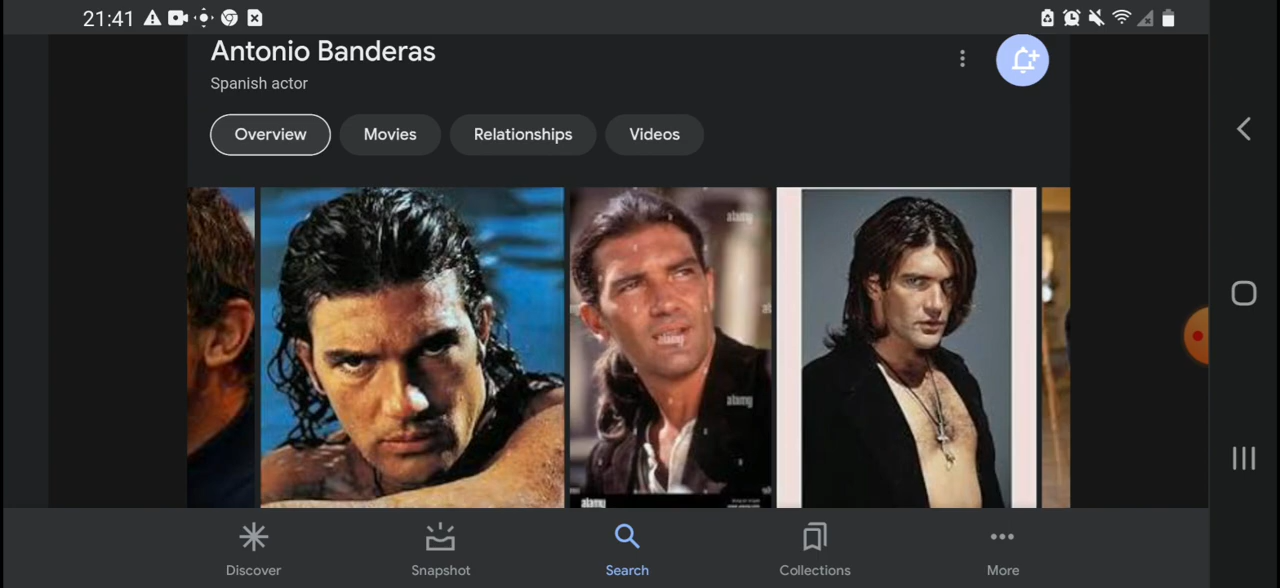 21:41
Antonio Banderas
Spanish actor
Overview
Movies
Relationships
Videos
alamy
alamy
alamy
Discover
Snapshot
Search
Collections
More